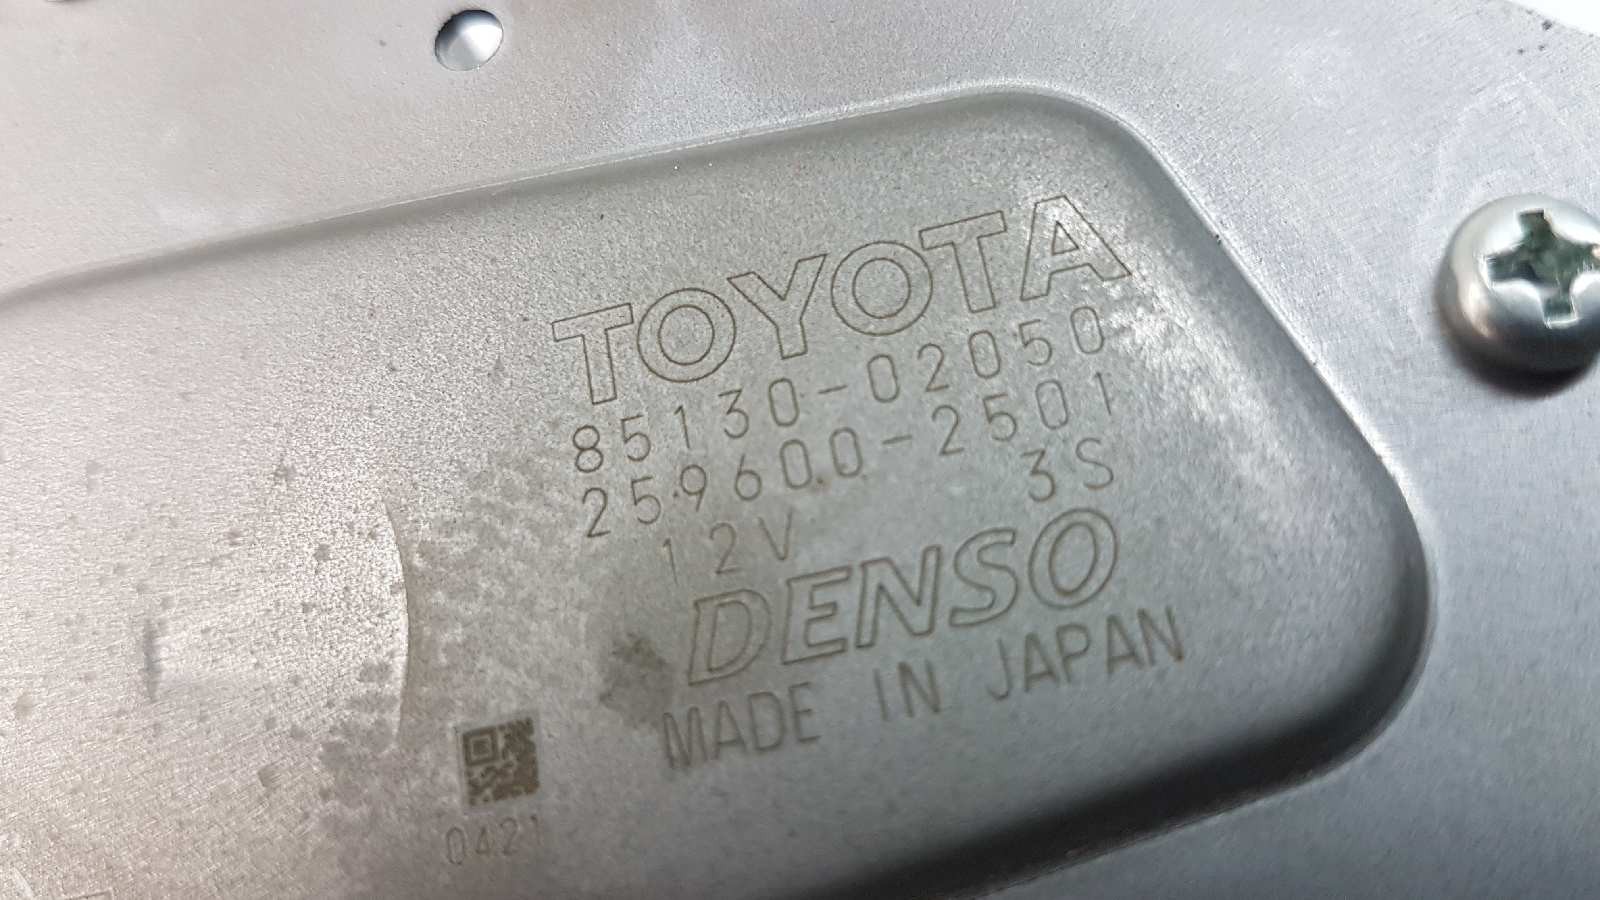 TOYOTA
85130-02050
259600-2501
12V 3S
DENSO
MADE IN JAPAN
0421